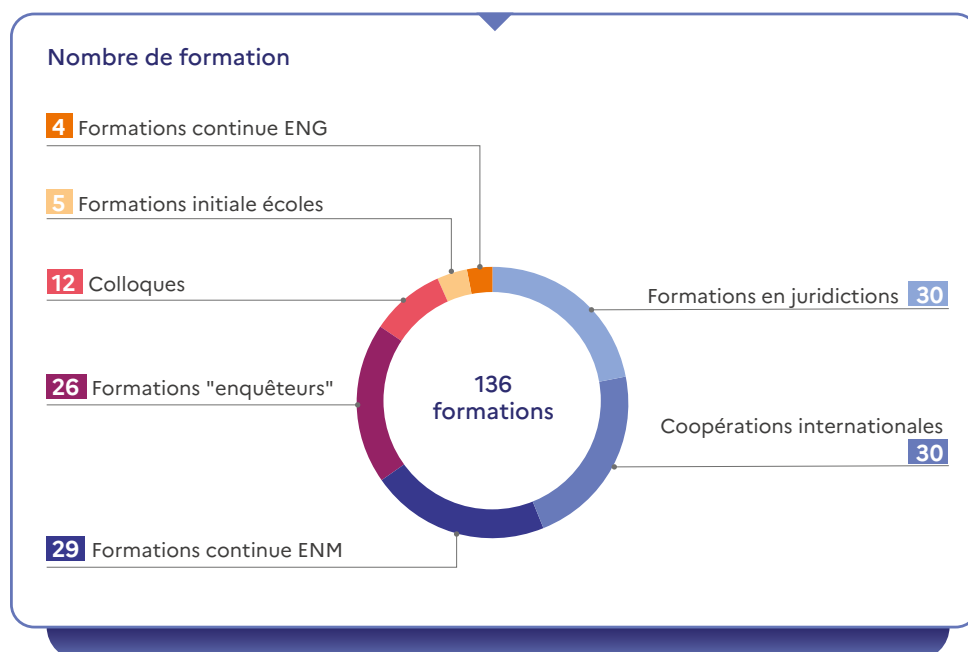 Nombre de formation
4 Formations continue ENG
5 Formations initiale écoles
12 Colloques
26 Formations "enquêteurs"
29 Formations continue ENM
136
formations
Formations en juridictions 30
Coopérations internationales
30